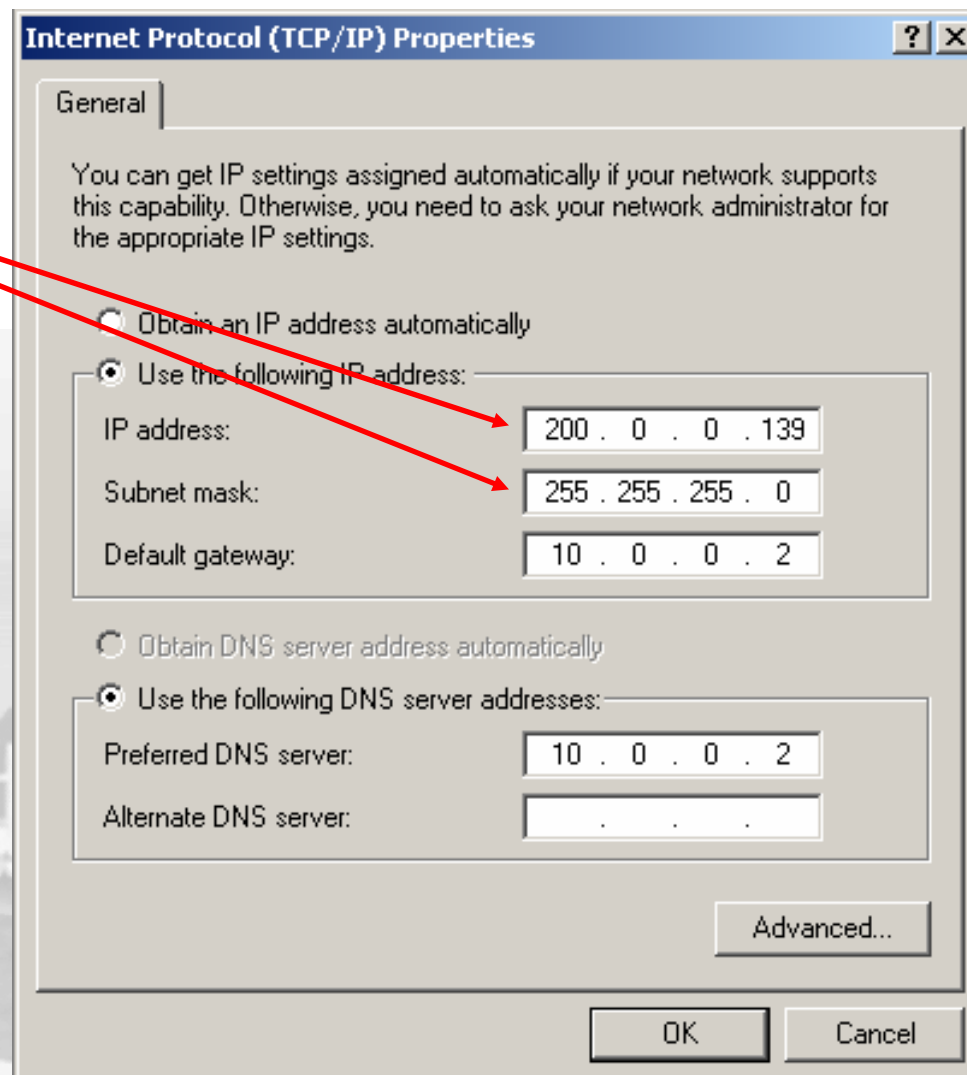 Internet Protocol (TCP/IP) Properties ? X
General
You can get IP settings assigned automatically if your network supports
this capability. Otherwise, you need to ask your network administrator for
the appropriate IP settings.
Obtain an IP address automatically
Use the following IP address:
IP address: 200 . 0 . 0 . 139
Subnet mask: 255 . 255 . 255 . 0
Default gateway: 10 . 0 . 0 . 2
Obtain DNS server address automatically
Use the following DNS server addresses:
Preferred DNS server: 10 . 0 . 0 . 2
Alternate DNS server: . . .
Advanced...
OK Cancel